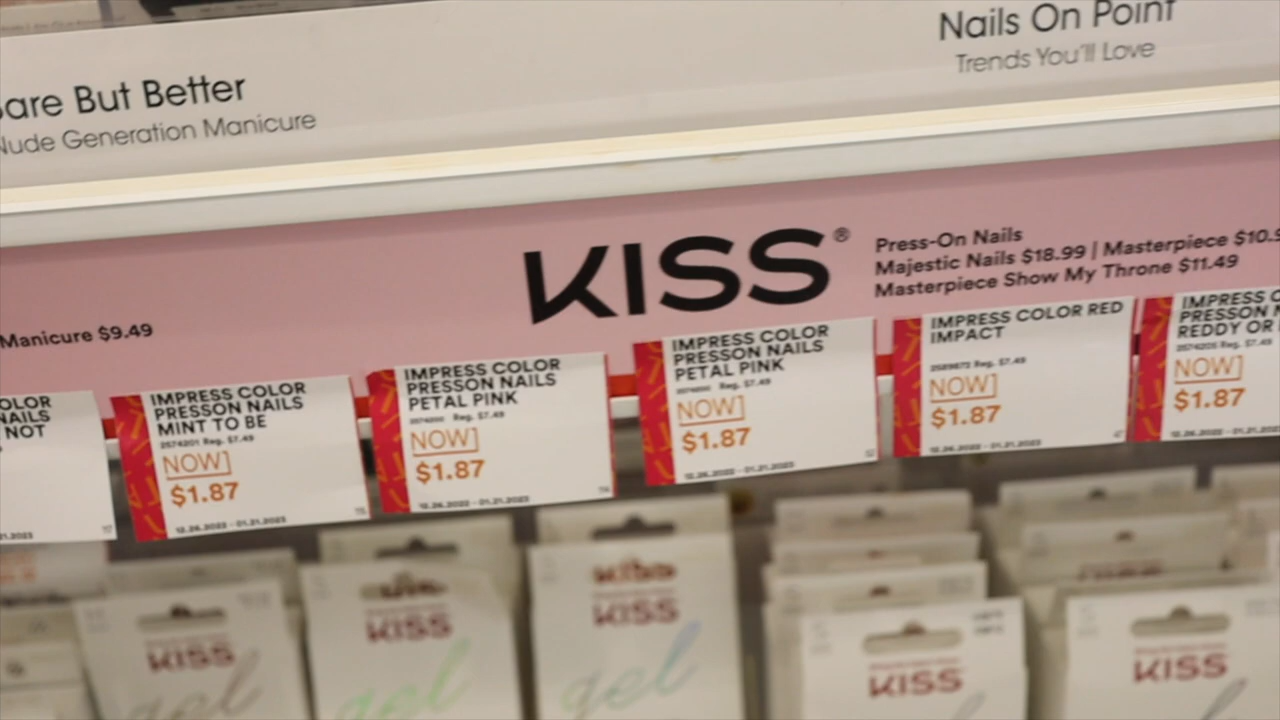 Bare But Better
Nude Generation Manicure
Nails On Point
Trends You'll Love
KISS®
Press-On Nails
Majestic Nails $18.99 | Masterpiece $10.9
Masterpiece Show My Throne $11.49
Manicure $9.49
OLOR
NAILS
NOT
21.2023
IMPRESS COLOR
PRESSON NAILS
MINT TO BE
2574201 Reg. $7.49
NOW
$1.87
12.26.2022 - 01.21.2023
IMPRESS COLOR
PRESSON NAILS
PETAL PINK
Reg. $7.49
NOW
$1.87
12.26.2022 - 01.21.2023
IMPRESS COLOR
PRESSON NAILS
PETAL PINK
Reg. $7.49
NOW
$1.87
12.26.2022 - 01.21.2023
IMPRESS COLOR RED
IMPACT
Reg. $7.49
NOW
$1.87
12.26.2022 - 01.21.2023
IMPRESS C
PRESSON N
REDDY OR
Reg. $7.49
NOW
$1.87
12.26.2022 - 01.21.202
KISS
KISS
gel
KISS
gel
KISS
KISS